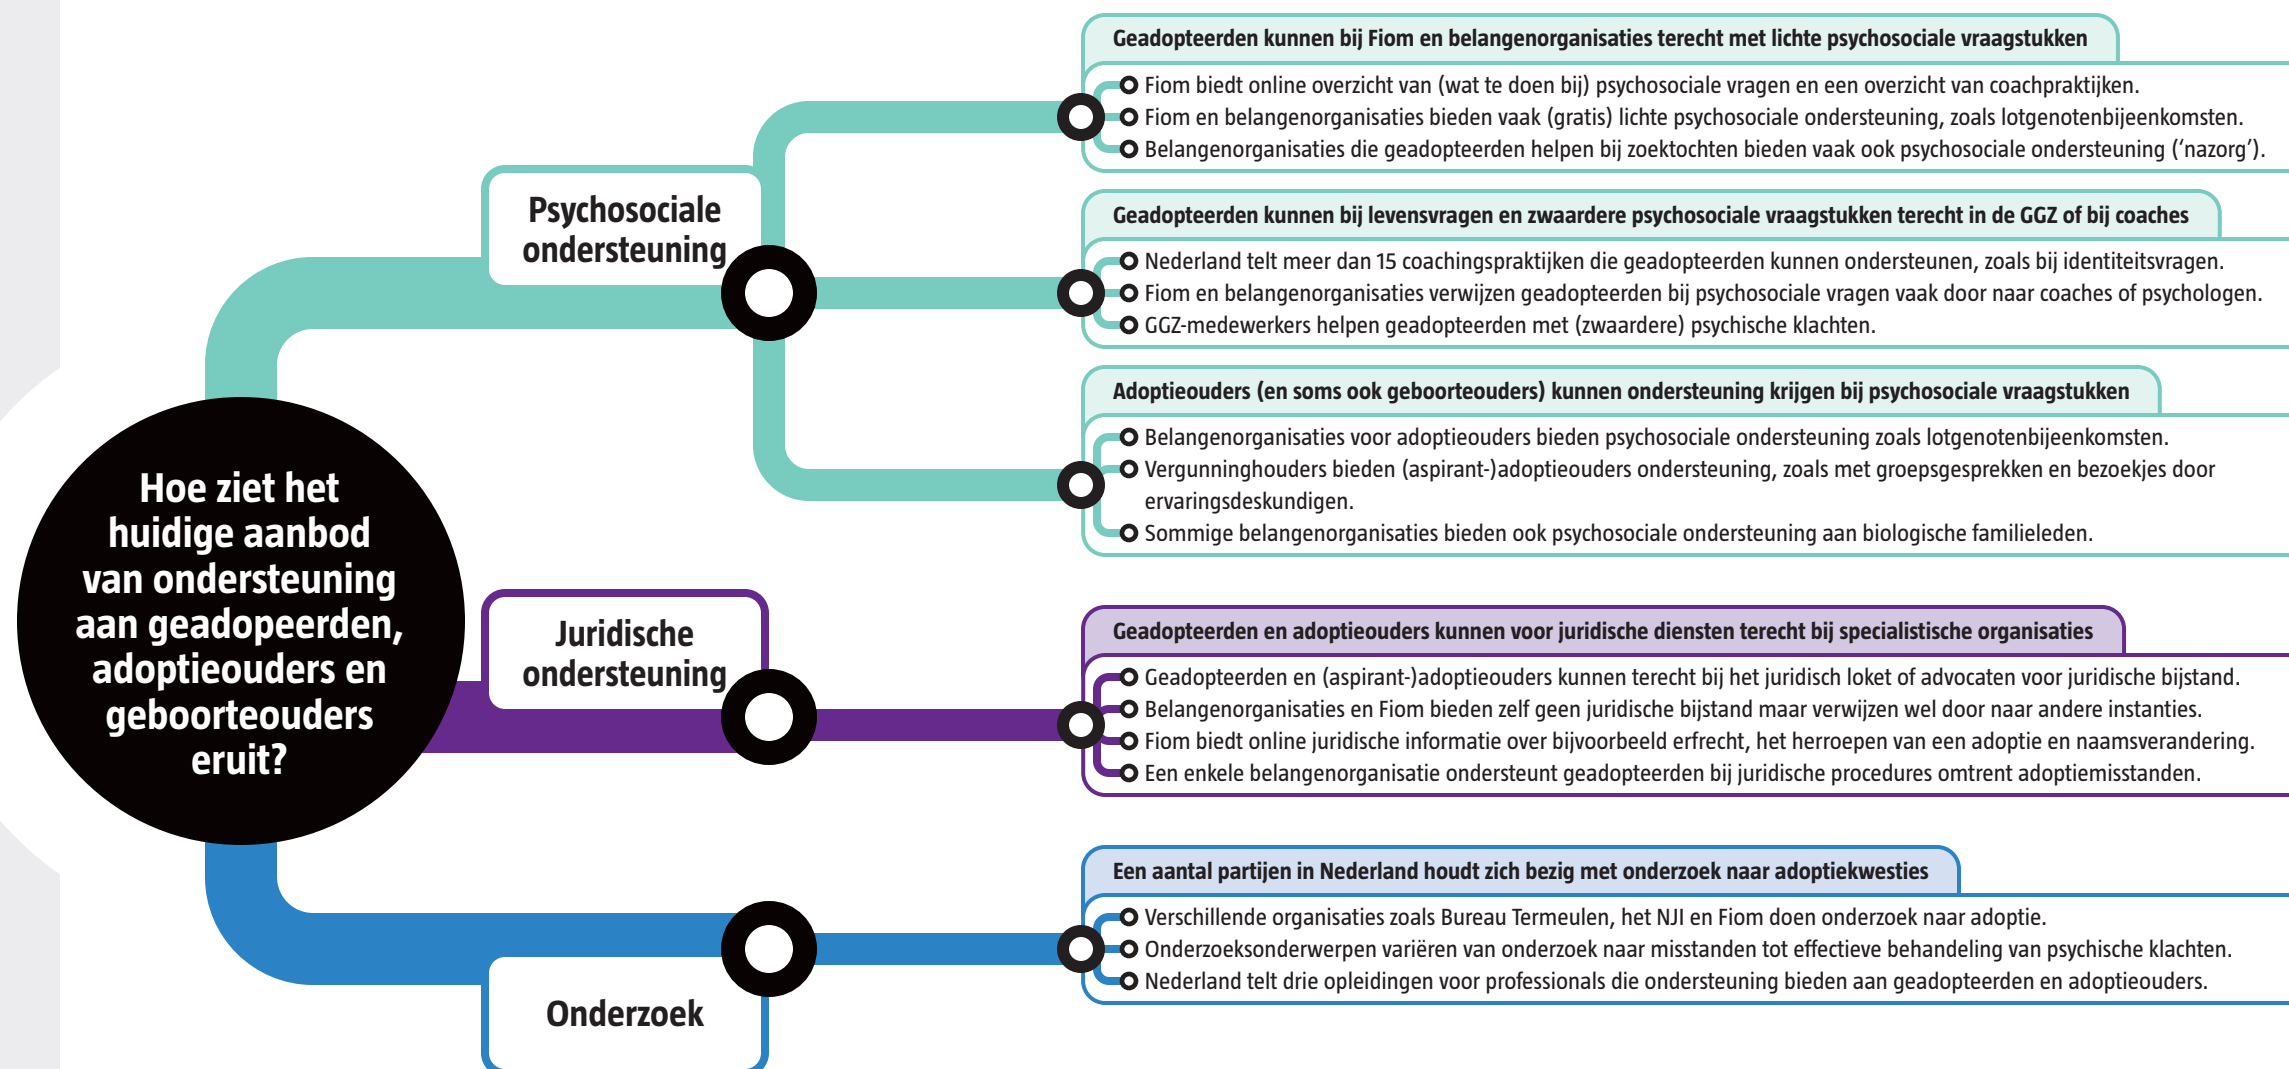 Hoe ziet het
huidige aanbod
van ondersteuning
aan geadopeerden,
adoptieouders en
geboorteouders
eruit?
Psychosociale
ondersteuning
Geadopteerden kunnen bij Fiom en belangenorganisaties terecht met lichte psychosociale vraagstukken
Fiom biedt online overzicht van (wat te doen bij) psychosociale vragen en een overzicht van coachpraktijken.
Fiom en belangenorganisaties bieden vaak (gratis) lichte psychosociale ondersteuning, zoals lotgenotenbijeenkomsten.
Belangenorganisaties die geadopteerden helpen bij zoektochten bieden vaak ook psychosociale ondersteuning (‘nazorg’).
Geadopteerden kunnen bij levensvragen en zwaardere psychosociale vraagstukken terecht in de GGZ of bij coaches
Nederland telt meer dan 15 coachingspraktijken die geadopteerden kunnen ondersteunen, zoals bij identiteitsvragen.
Fiom en belangenorganisaties verwijzen geadopteerden bij psychosociale vragen vaak door naar coaches of psychologen.
GGZ-medewerkers helpen geadopteerden met (zwaardere) psychische klachten.
Adoptieouders (en soms ook geboorteouders) kunnen ondersteuning krijgen bij psychosociale vraagstukken
Belangenorganisaties voor adoptieouders bieden psychosociale ondersteuning zoals lotgenotenbijeenkomsten.
Vergunninghouders bieden (aspirant-)adoptieouders ondersteuning, zoals met groepsgesprekken en bezoekjes door
ervaringsdeskundigen.
Sommige belangenorganisaties bieden ook psychosociale ondersteuning aan biologische familieleden.
Juridische
ondersteuning
Geadopteerden en adoptieouders kunnen voor juridische diensten terecht bij specialistische organisaties
Geadopteerden en (aspirant-)adoptieouders kunnen terecht bij het juridisch loket of advocaten voor juridische bijstand.
Belangenorganisaties en Fiom bieden zelf geen juridische bijstand maar verwijzen wel door naar andere instanties.
Fiom biedt online juridische informatie over bijvoorbeeld erfrecht, het herroepen van een adoptie en naamsverandering.
Een enkele belangenorganisatie ondersteunt geadopteerden bij juridische procedures omtrent adoptiemisstanden.
Onderzoek
Een aantal partijen in Nederland houdt zich bezig met onderzoek naar adoptiekwesties
Verschillende organisaties zoals Bureau Termeulen, het NJI en Fiom doen onderzoek naar adoptie.
Onderzoeksonderwerpen variëren van onderzoek naar misstanden tot effectieve behandeling van psychische klachten.
Nederland telt drie opleidingen voor professionals die ondersteuning bieden aan geadopteerden en adoptieouders.